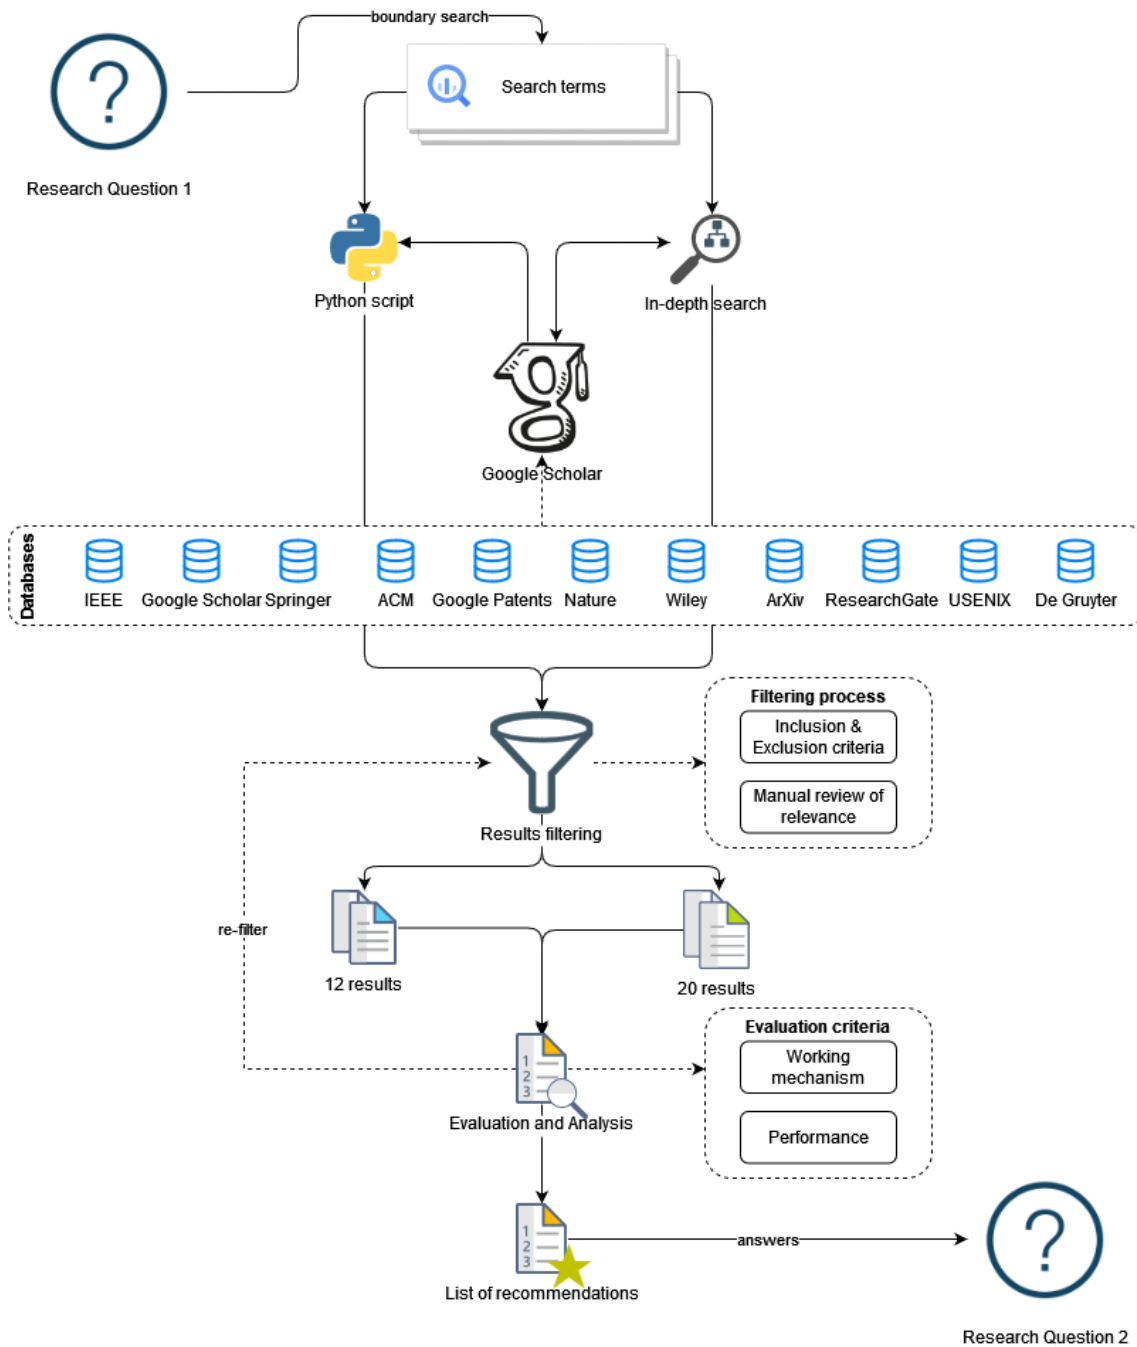 boundary search
Search terms
Research Question 1
Python script
In-depth search
Google Scholar
Databases
IEEE
Google Scholar
Springer
ACM
Google Patents
Nature
Wiley
ArXiv
ResearchGate
USENIX
De Gruyter
Filtering process
Inclusion &
Exclusion criteria
Manual review of
relevance
Results filtering
re-filter
12 results
20 results
Evaluation criteria
Working
mechanism
Performance
1
2
3
Evaluation and Analysis
1
2
3
List of recommendations
answers
Research Question 2